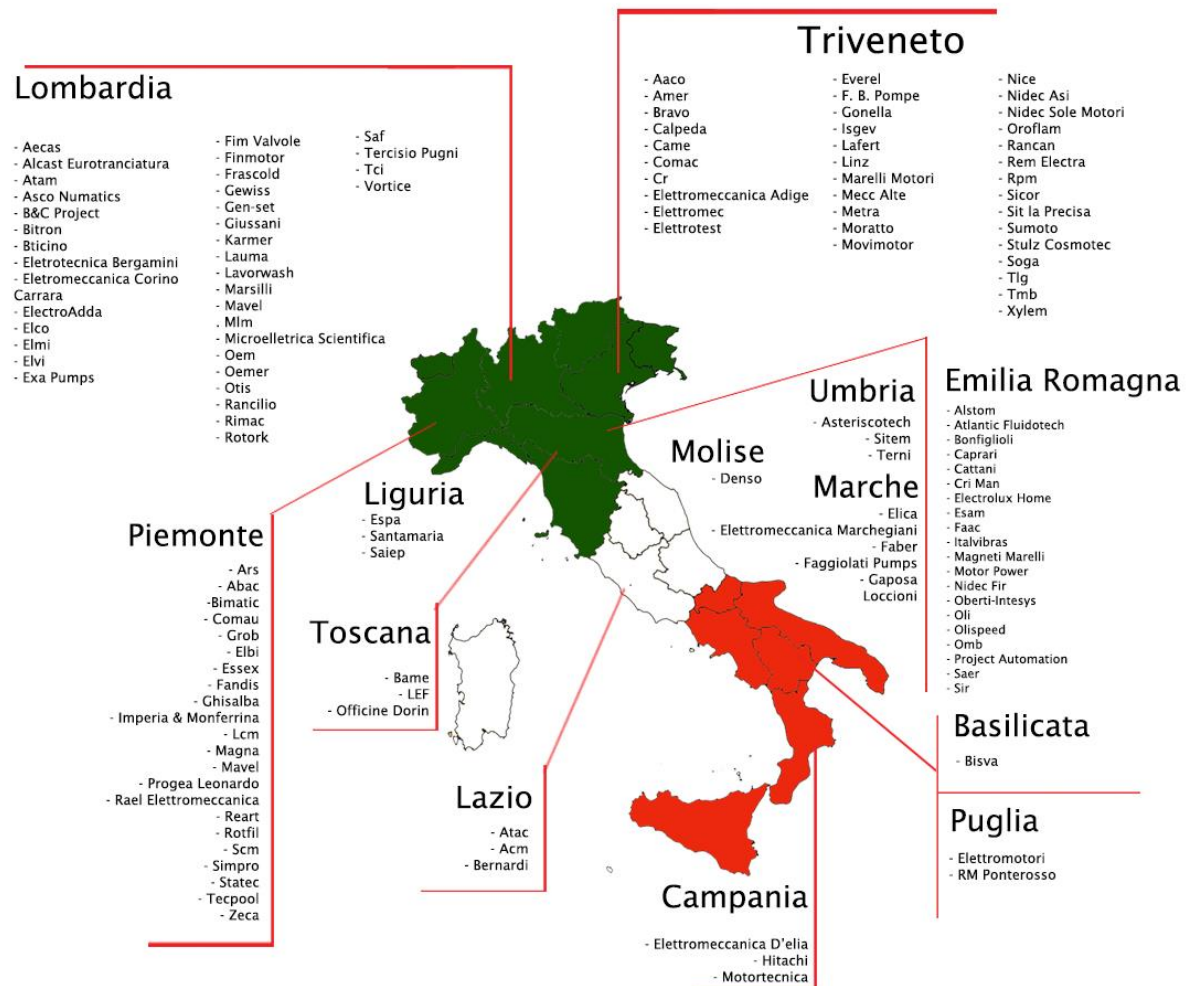 Triveneto
- Aaco
- Amer
- Bravo
- Calpeda
- Came
- Comac
- Cr
- Elettromeccanica Adige
- Elettromec
- Elettrotest
- Everel
- F. B. Pompe
- Gonella
- Isgev
- Lafert
- Linz
- Marelli Motori
- Mecc Alte
- Metra
- Moratto
- Movimotor
- Nice
- Nidec Asi
- Nidec Sole Motori
- Oroflam
- Rancan
- Rem Electra
- Rpm
- Sicor
- Sit la Precisa
- Sumoto
- Stulz Cosmotec
- Soga
- Tlg
- Tmb
- Xylem
Lombardia
- Aecas
- Alcast Eurotranciatura
- Atam
- Asco Numatics
- B&C Project
- Bitron
- Bticino
- Eletrotecnica Bergamini
- Eletromeccanica Corino
Carrara
- ElectroAdda
- Elco
- Elmi
- Elvi
- Exa Pumps
- Fim Valvole
- Finmotor
- Frascold
- Gewiss
- Gen-set
- Giussani
- Karmer
- Lauma
- Lavorwash
- Marsilli
- Mavel
. Mlm
- Microelletrica Scientifica
- Oem
- Oemer
- Otis
- Rancilio
- Rimac
- Rotork
- Saf
- Tercisio Pugni
- Tci
- Vortice
Umbria
- Asteriscotech
- Sitem
- Terni
Emilia Romagna
- Alstom
- Atlantic Fluidotech
- Bonfiglioli
- Caprari
- Cattani
- Cri Man
- Electrolux Home
- Esam
- Faac
- Italvibras
- Magneti Marelli
- Motor Power
- Nidec Fir
- Oberti-Intesys
- Oli
- Olispeed
- Omb
- Project Automation
- Saer
- Sir
Molise
- Denso
Marche
- Elica
- Elettromeccanica Marchegiani
- Faber
- Faggiolati Pumps
- Gaposa
Loccioni
Liguria
- Espa
- Santamaria
- Saiep
Piemonte
- Ars
- Abac
-Bimatic
- Comau
- Grob
- Elbi
- Essex
- Fandis
- Ghisalba
- Imperia & Monferrina
- Lcm
- Magna
- Mavel
- Progea Leonardo
- Rael Elettromeccanica
- Reart
- Rotfil
- Scm
- Simpro
- Statec
- Tecpool
- Zeca
Toscana
- Bame
- LEF
- Officine Dorin
Lazio
- Atac
- Acm
- Bernardi
Basilicata
- Bisva
Puglia
- Elettromotori
- RM Ponterosso
Campania
- Elettromeccanica D'elia
- Hitachi
- Motortecnica